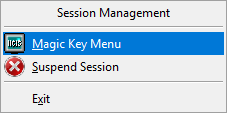 Session Management
Magic Key Menu
Suspend Session
Exit